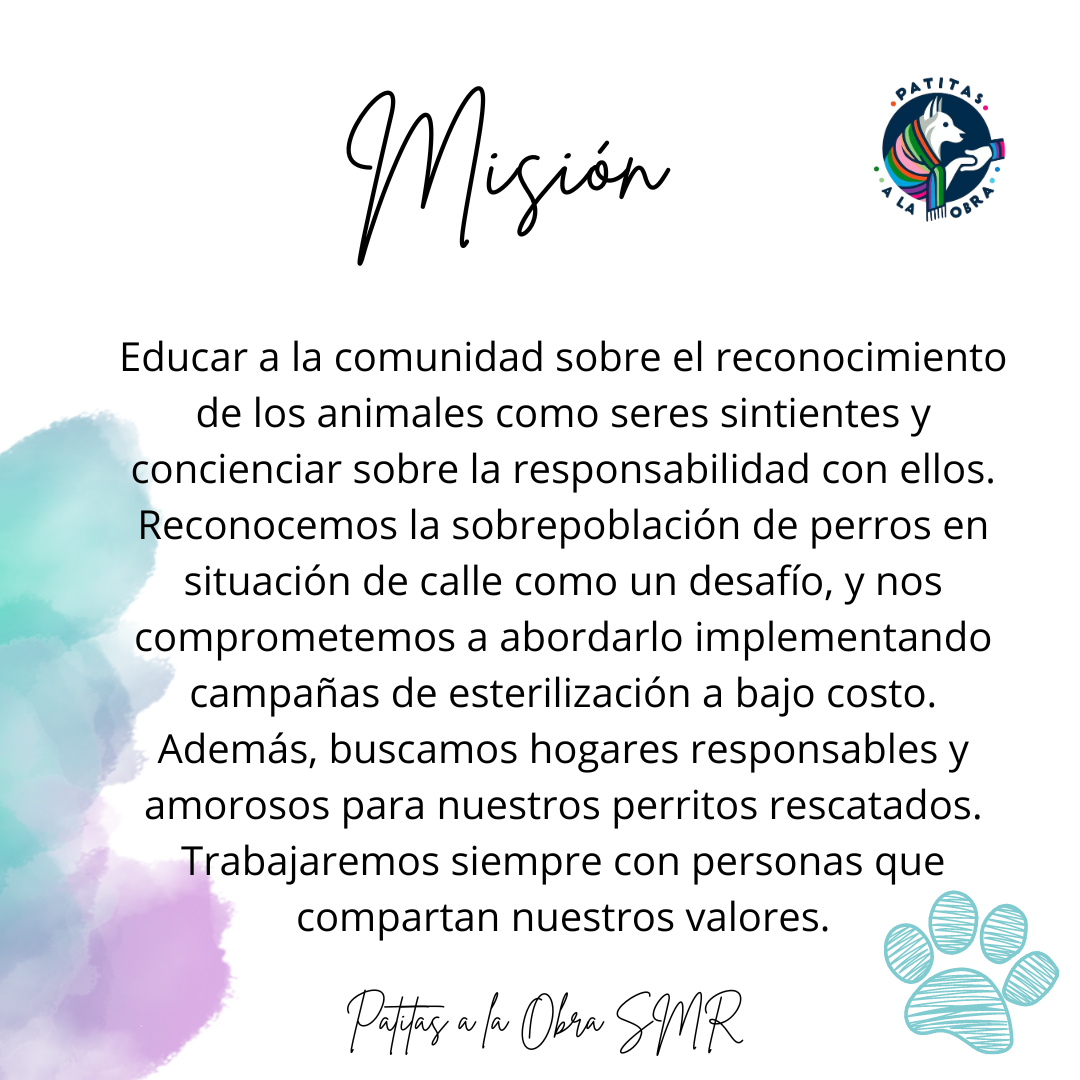 Misión
PATITAS
A LA OBRA
Educar a la comunidad sobre el reconocimiento
de los animales como seres sintientes y
concienciar sobre la responsabilidad con ellos.
Reconocemos la sobrepoblación de perros en
situación de calle como un desafío, y nos
comprometemos a abordarlo implementando
campañas de esterilización a bajo costo.
Además, buscamos hogares responsables y
amorosos para nuestros perritos rescatados.
Trabajaremos siempre con personas que
compartan nuestros valores.
Patitas a la Obra SMR